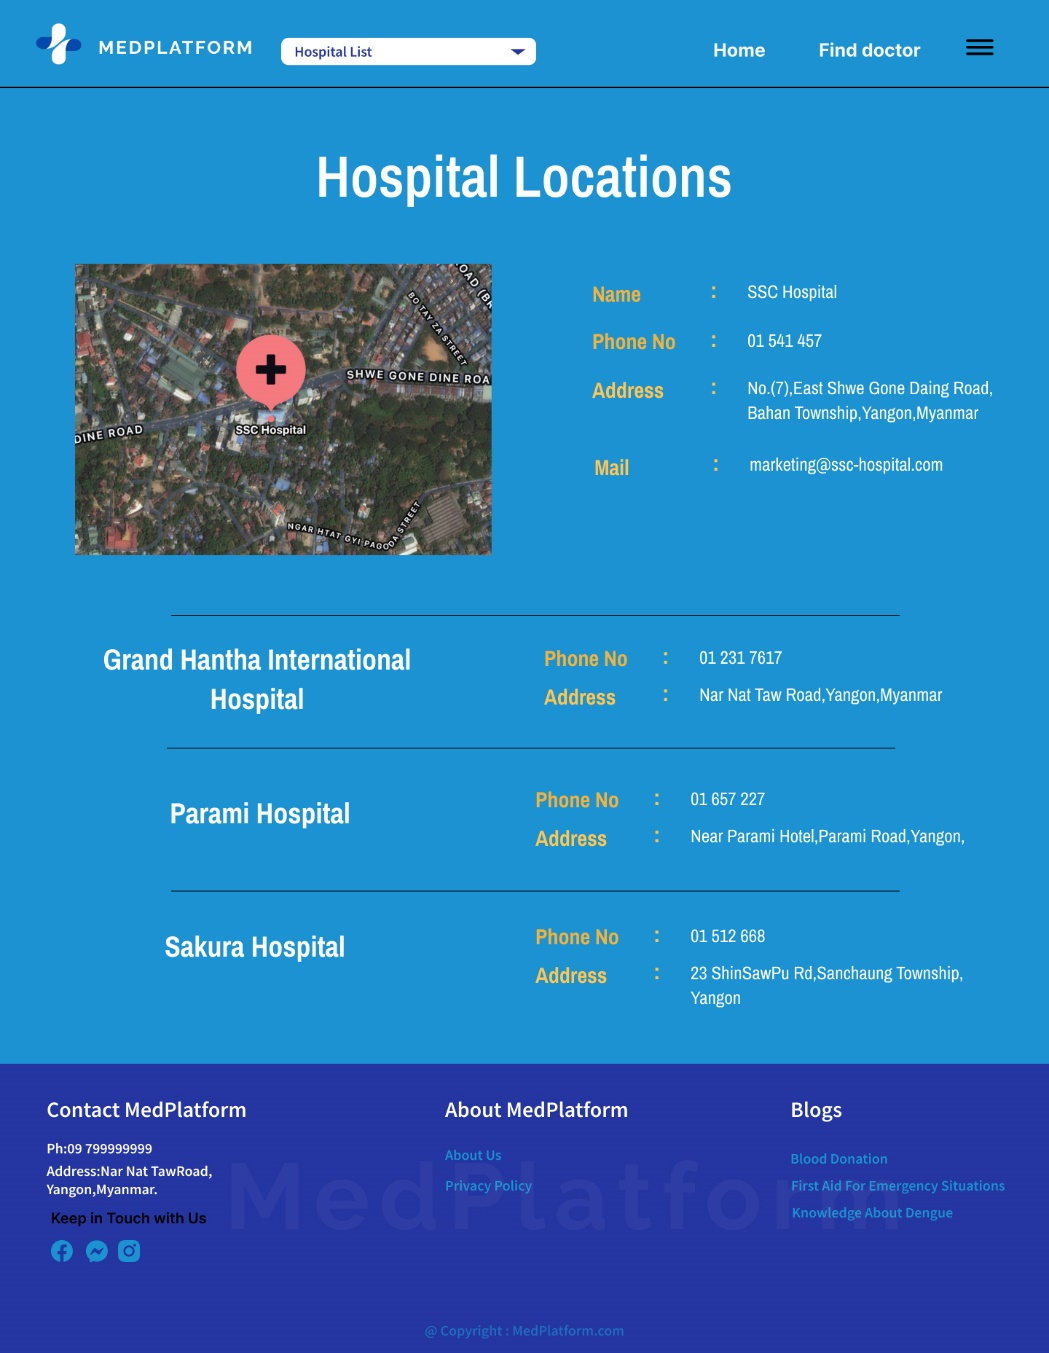 MEDPLATFORM
Hospital List
Home
Find doctor
Hospital Locations
OAD (BA
BO TAY ZA STREET
SHWE GONE DINE ROA
DINE ROAD
SSC Hospital
NGAR HTAT GYI PAGODA STREET
Name : SSC Hospital
Phone No : 01 541 457
Address : No.(7),East Shwe Gone Daing Road,
Bahan Township,Yangon,Myanmar
Mail : marketing@ssc-hospital.com
Grand Hantha International
Hospital
Phone No : 01 231 7617
Address : Nar Nat Taw Road,Yangon,Myanmar
Parami Hospital
Phone No : 01 657 227
Address : Near Parami Hotel,Parami Road,Yangon,
Sakura Hospital
Phone No : 01 512 668
Address : 23 ShinSawPu Rd,Sanchaung Township,
Yangon
Contact MedPlatform
Ph:09 799999999
Address:Nar Nat TawRoad,
Yangon,Myanmar.
Keep in Touch with Us
About MedPlatform
About Us
Privacy Policy
Blogs
Blood Donation
First Aid For Emergency Situations
Knowledge About Dengue
MedPlatform
@ Copyright : MedPlatform.com